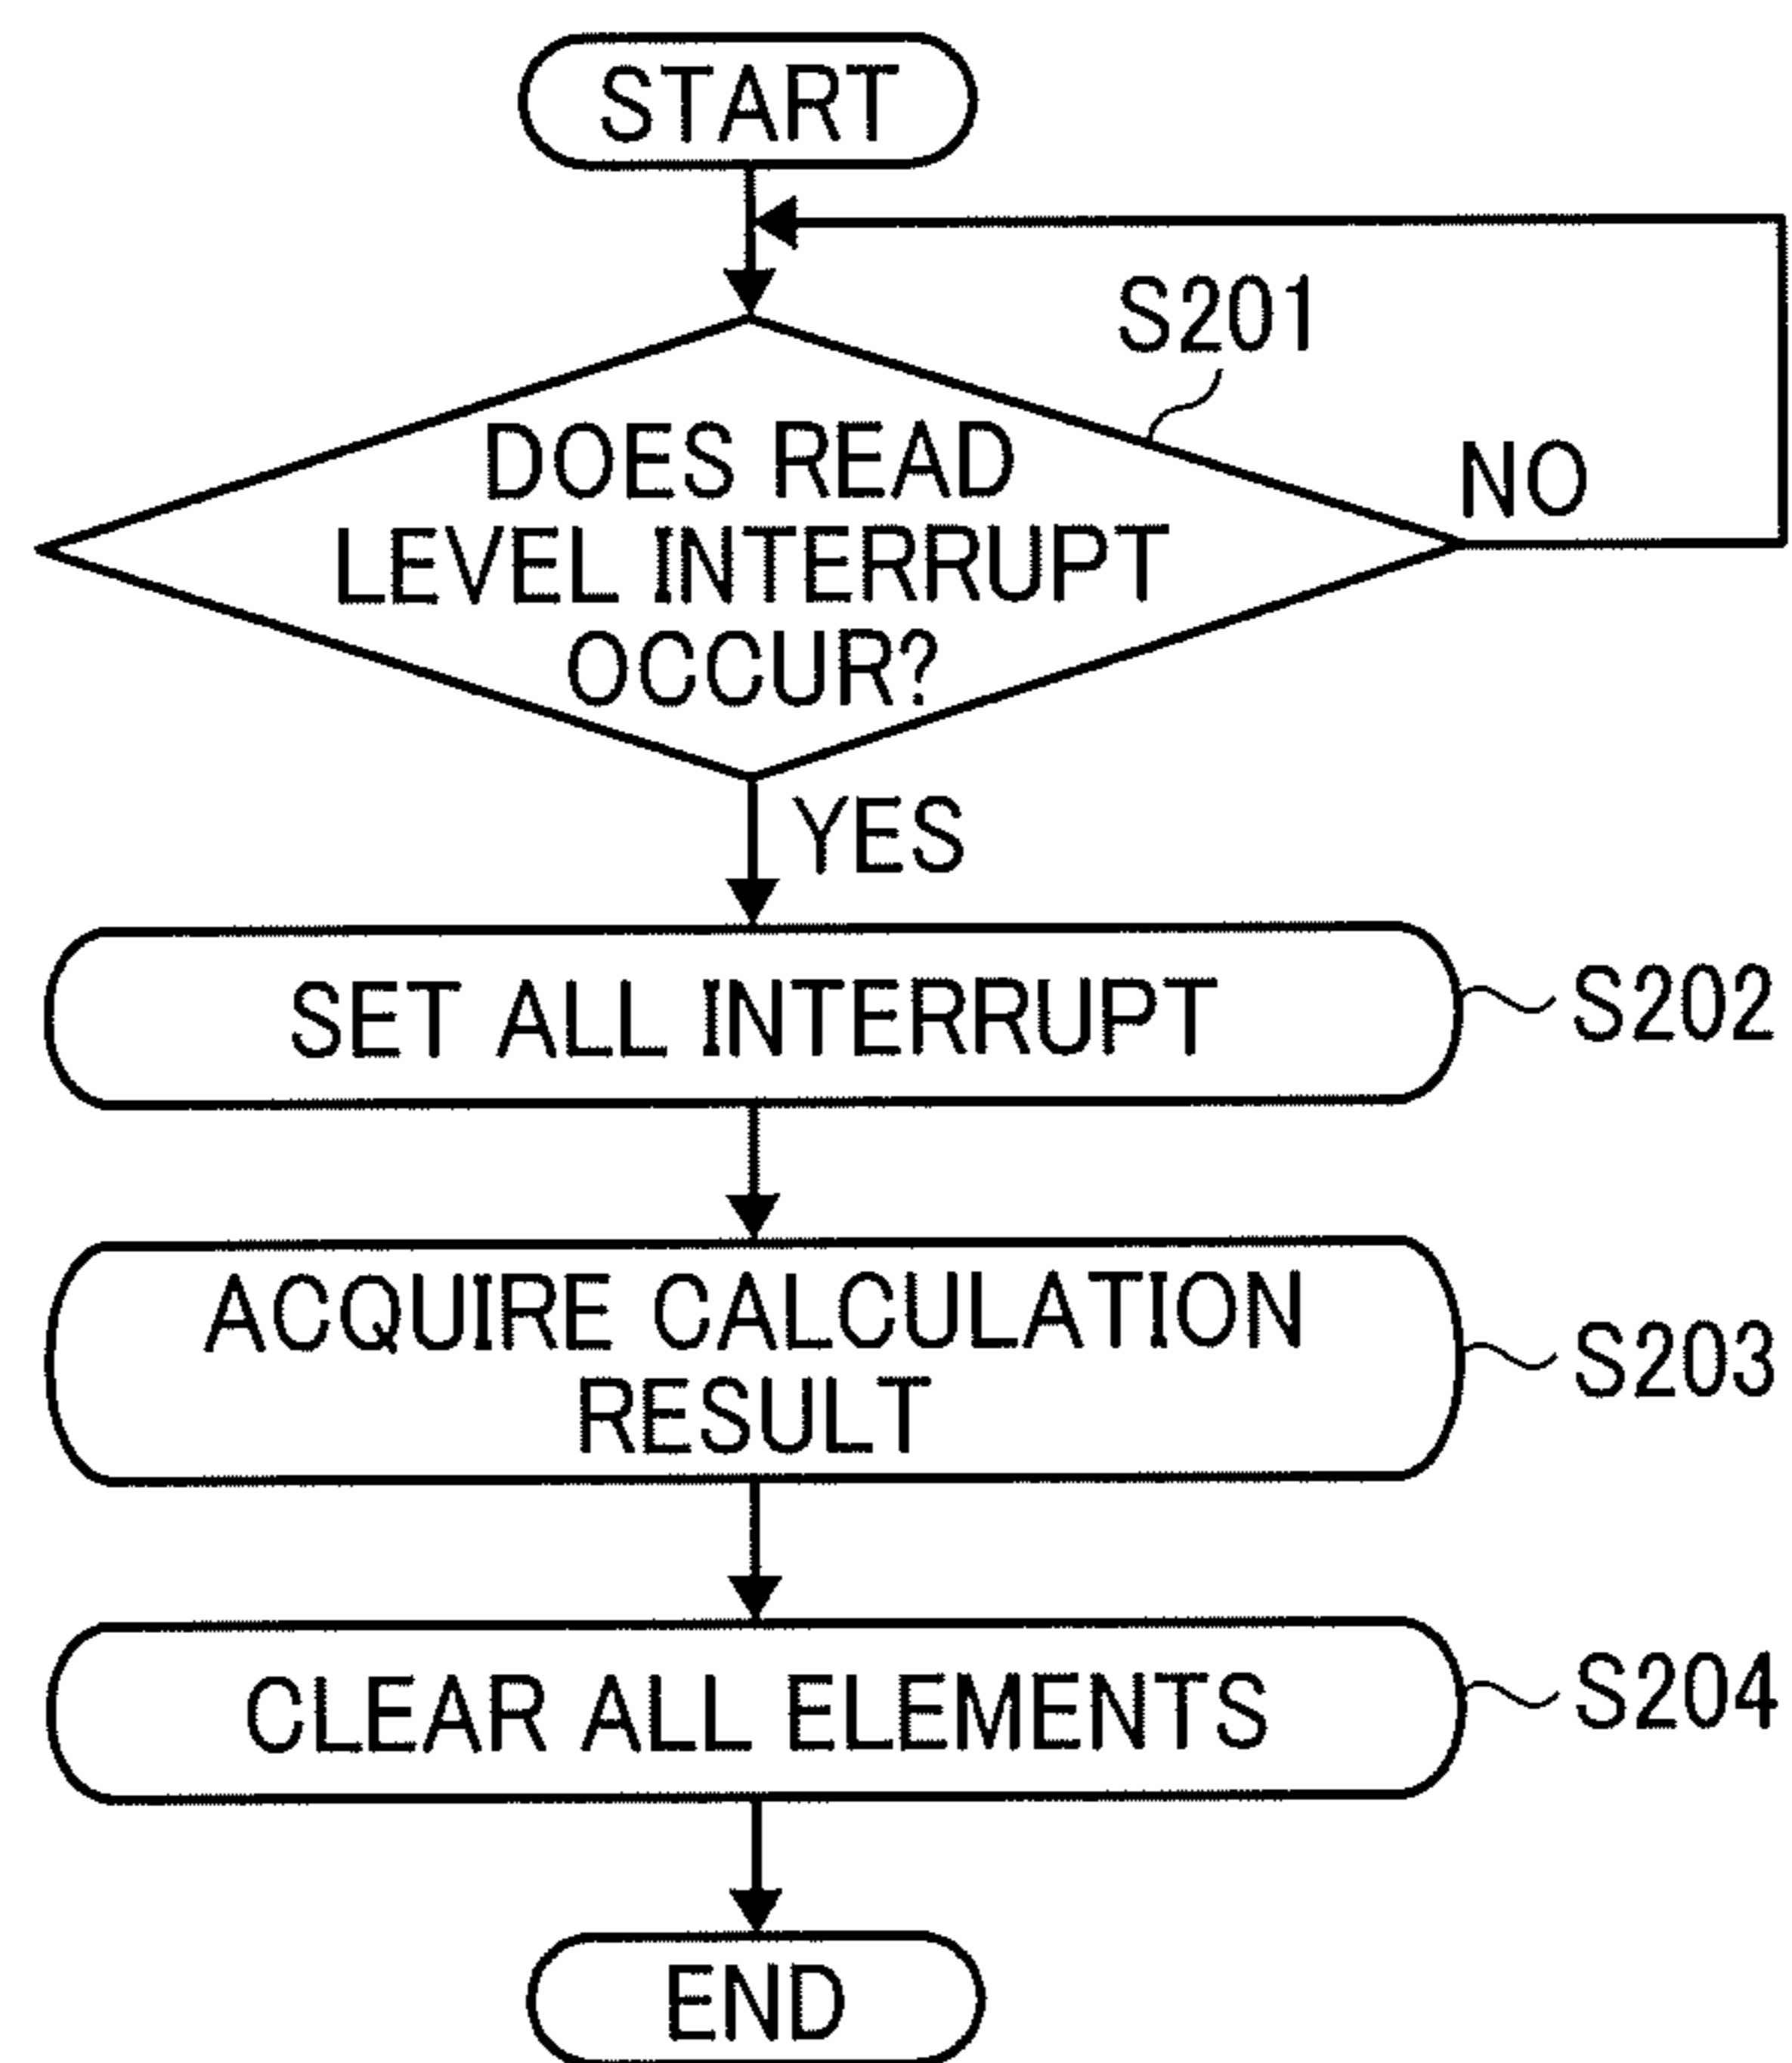 START
S201
DOES READ
LEVEL INTERRUPT
OCCUR?
NO
YES
SET ALL INTERRUPT
S202
ACQUIRE CALCULATION
RESULT
S203
CLEAR ALL ELEMENTS
S204
END